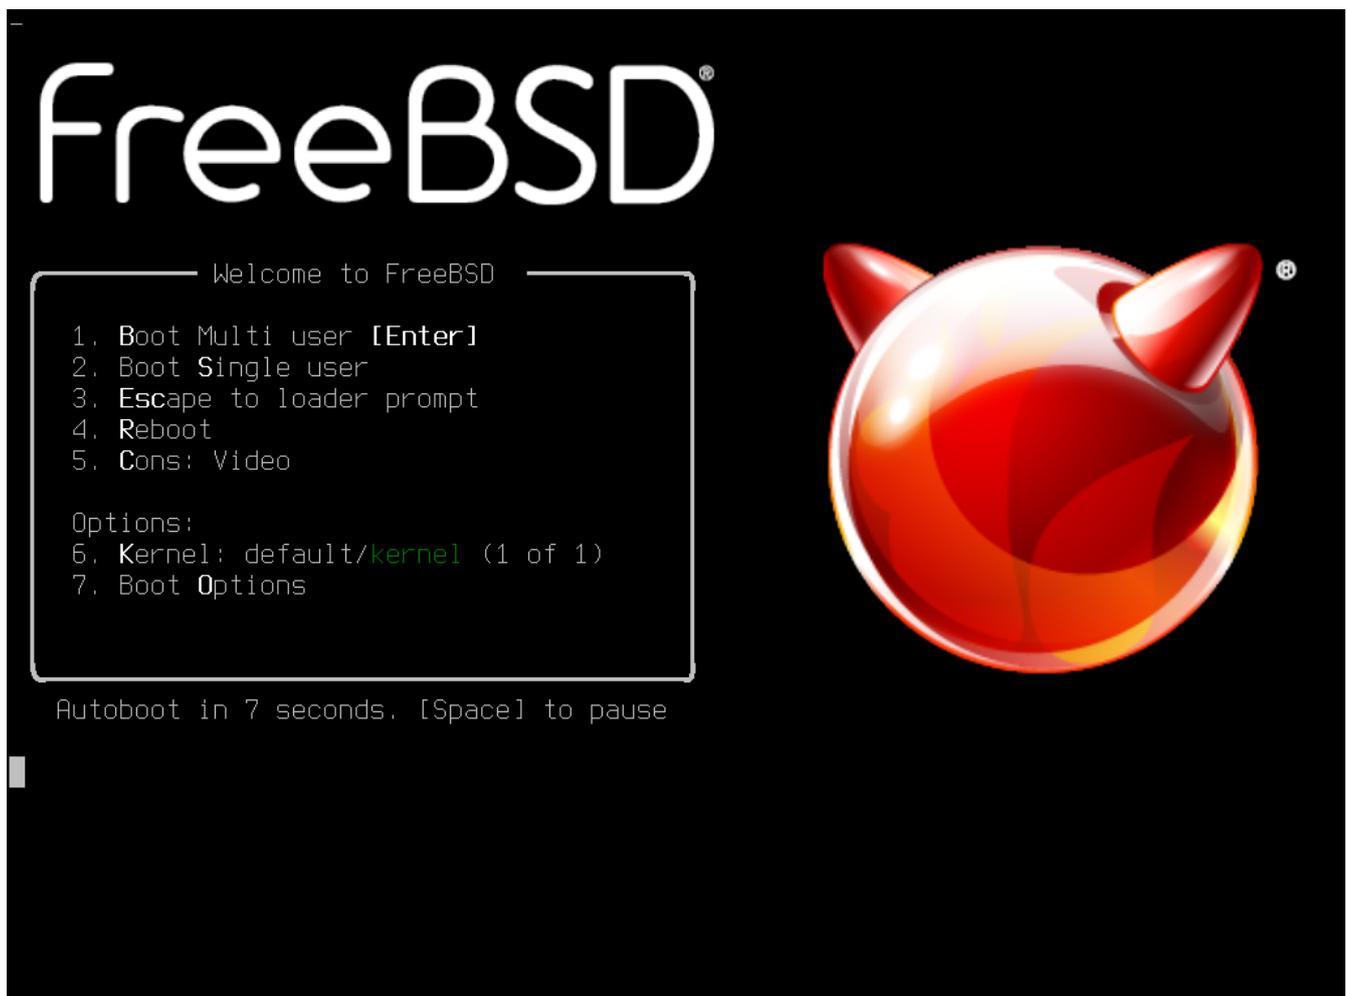 FreeBSD®
Welcome to FreeBSD
1. Boot Multi user [Enter]
2. Boot Single user
3. Escape to loader prompt
4. Reboot
5. Cons: Video
Options:
6. Kernel: default/kernel (1 of 1)
7. Boot Options
Autoboot in 7 seconds. [Space] to pause
®